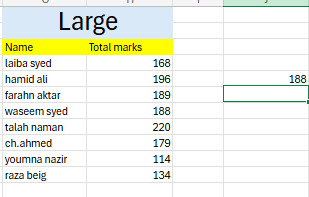 Large
Name Total marks
laiba syed 168
hamid ali 196 188
farahn aktar 189
waseem syed 188
talah naman 220
ch.ahmed 179
youmna nazir 114
raza beig 134